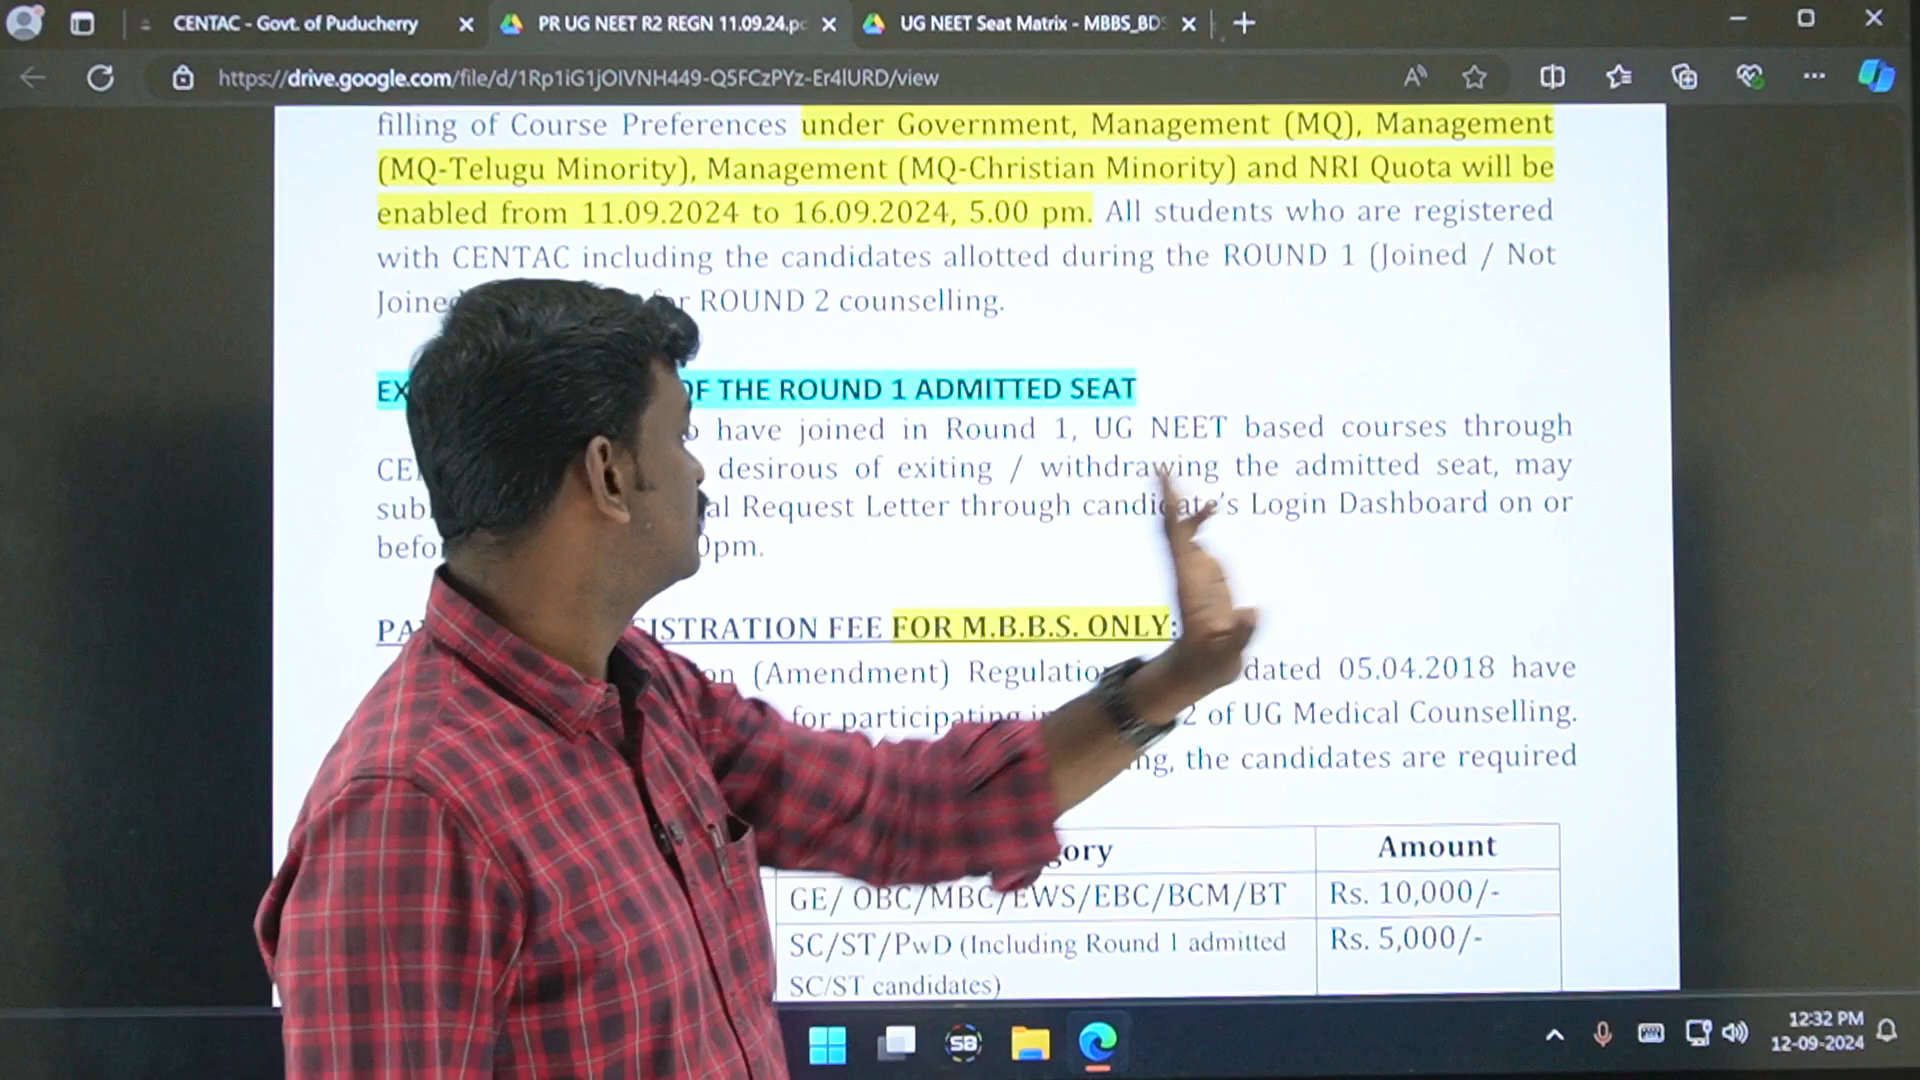 CENTAC - Govt. of Puducherry
PR UG NEET R2 REGN 11.09.24.p
UG NEET Seat Matrix - MBBS_BD
https://drive.google.com/file/d/1Rp1iG1jOIVNH449-Q5FCzPYz-Er4lURD/view
filling of Course Preferences under Government, Management (MQ), Management
(MQ-Telugu Minority), Management (MQ-Christian Minority) and NRI Quota will be
enabled from 11.09.2024 to 16.09.2024, 5.00 pm. All students who are registered
with CENTAC including the candidates allotted during the ROUND 1 (Joined / Not
ROUND 2 counselling.
OF THE ROUND 1 ADMITTED SEAT
have joined in Round 1, UG NEET based courses through
desirous of exiting / withdrawing the admitted seat, may
Request Letter through candidate's Login Dashboard on or
0pm.
FEE FOR M.B.B.S. ONLY:
(Amendment) dated 05.04.2018 have
for participating 2 of UG Medical Counselling.
the candidates are required
Amount
GE/ OBC/MBC/EWS/EBC/BCM/BT Rs. 10,000/-
SC/ST/PwD (Including Round 1 admitted Rs. 5,000/-
SC/ST candidates)
SB
12:32 PM
12-09-2024